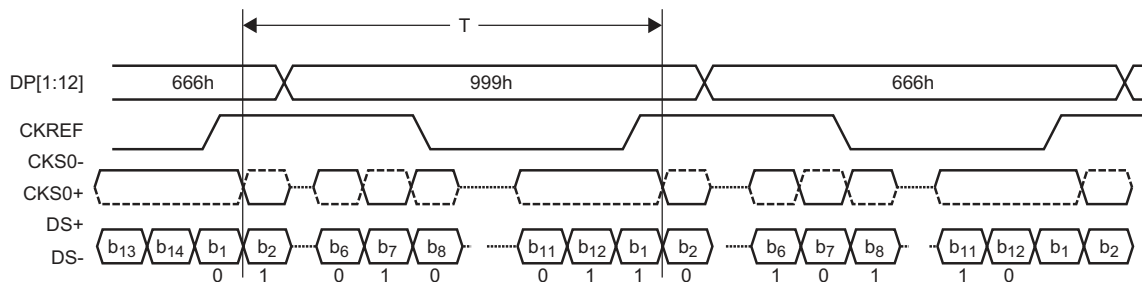 T
DP[1:12] 666h 999h 666h
CKREF
CKS0-
CKS0+
DS+
DS-
b13 b14 b1 b2 b6 b7 b8 b11 b12 b1 b2 b6 b7 b8 b11 b12 b1 b2
0 1 0 1 0 0 1 1 0 1 0 1 1 0